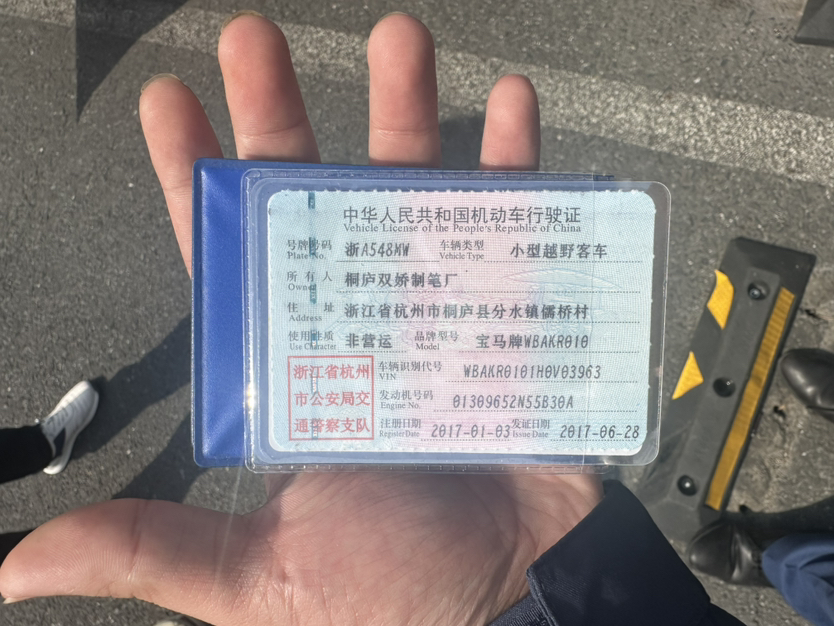 中华人民共和国机动车行驶证
Vehicle License of the People's Republic of China
号牌号码 浙A548MW 车辆类型 小型越野客车
Plate No. Vehicle Type
所有人 桐庐双娇制笔厂
Owner
住址 浙江省杭州市桐庐县分水镇儒桥村
Address
使用性质 非营运 品牌型号 宝马牌WBAKR010
Use Character Model
浙江省杭州
市公安局交
通警察支队
车辆识别代号 WBAKR0101H0V03963
VIN
发动机号码 01309652N55B30A
Engine No.
注册日期 2017-01-03 发证日期 2017-06-28
Register Date Issue Date